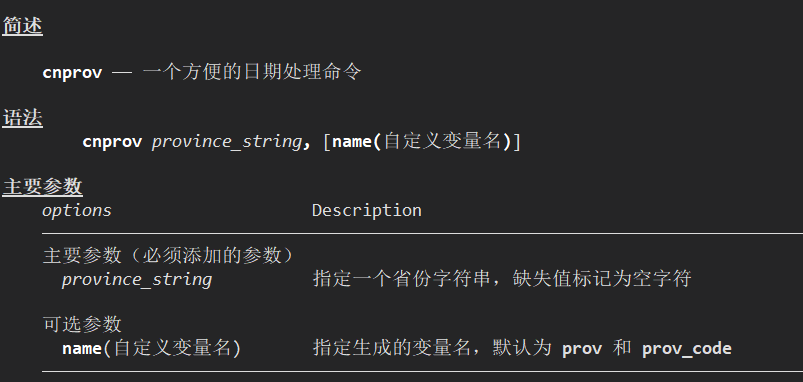 简述
cnprov — 一个方便的日期处理命令
语法
cnprov province_string, [name(自定义变量名)]
主要参数
options Description
主要参数（必须添加的参数）
province_string 指定一个省份字符串，缺失值标记为空字符
可选参数
name(自定义变量名) 指定生成的变量名，默认为 prov 和 prov_code